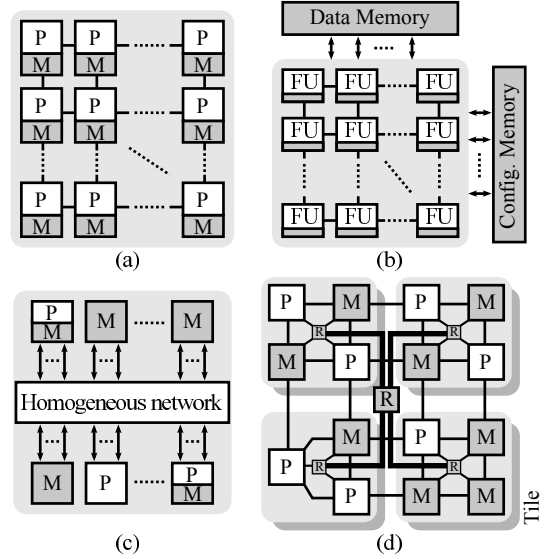 P P P
M M M
P P P
M M M
P P P
M M M
(a)
Data Memory
FU FU FU
FU FU FU
FU FU FU
Config. Memory
(b)
P M M
M
Homogeneous network
M P P
M
(c)
P M P M
R R
M P M P
R
M P M
P R R
P M M
Tile
(d)